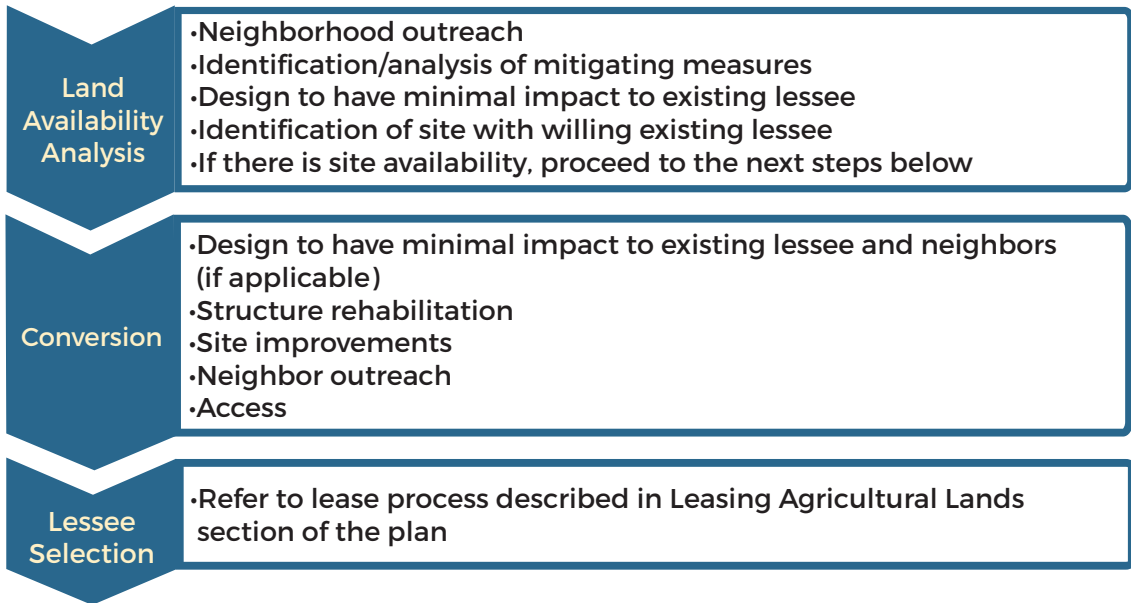 Land
Availability
Analysis
•Neighborhood outreach
•Identification/analysis of mitigating measures
•Design to have minimal impact to existing lessee
•Identification of site with willing existing lessee
•If there is site availability, proceed to the next steps below
Conversion
•Design to have minimal impact to existing lessee and neighbors
(if applicable)
•Structure rehabilitation
•Site improvements
•Neighbor outreach
•Access
Lessee
Selection
•Refer to lease process described in Leasing Agricultural Lands
section of the plan